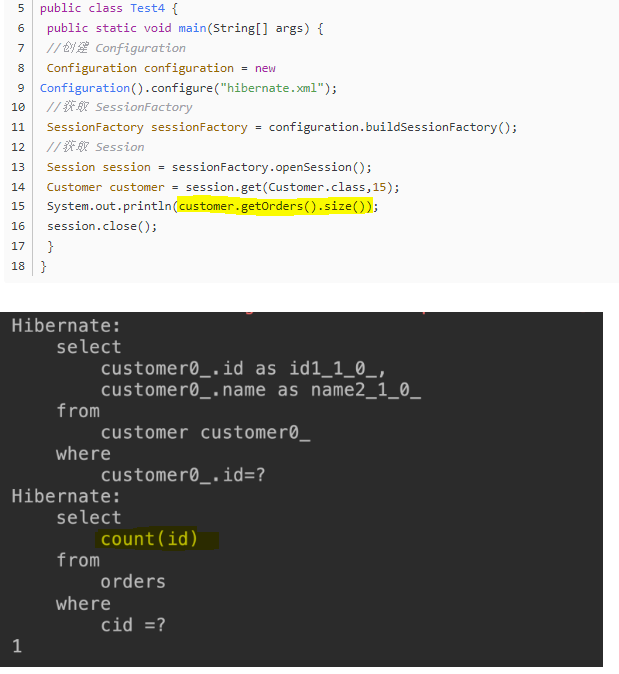 5 public class Test4 {
6 public static void main(String[] args) {
7 //创建 Configuration
8 Configuration configuration = new
9 Configuration().configure("hibernate.xml");
10 //获取 SessionFactory
11 SessionFactory sessionFactory = configuration.buildSessionFactory();
12 //获取 Session
13 Session session = sessionFactory.openSession();
14 Customer customer = session.get(Customer.class,15);
15 System.out.println(customer.getOrders().size());
16 session.close();
17 }
18 }
Hibernate:
select
customer0_.id as id1_1_0_,
customer0_.name as name2_1_0_
from
customer customer0_
where
customer0_.id=?
Hibernate:
select
count(id)
from
orders
where
cid =?
1